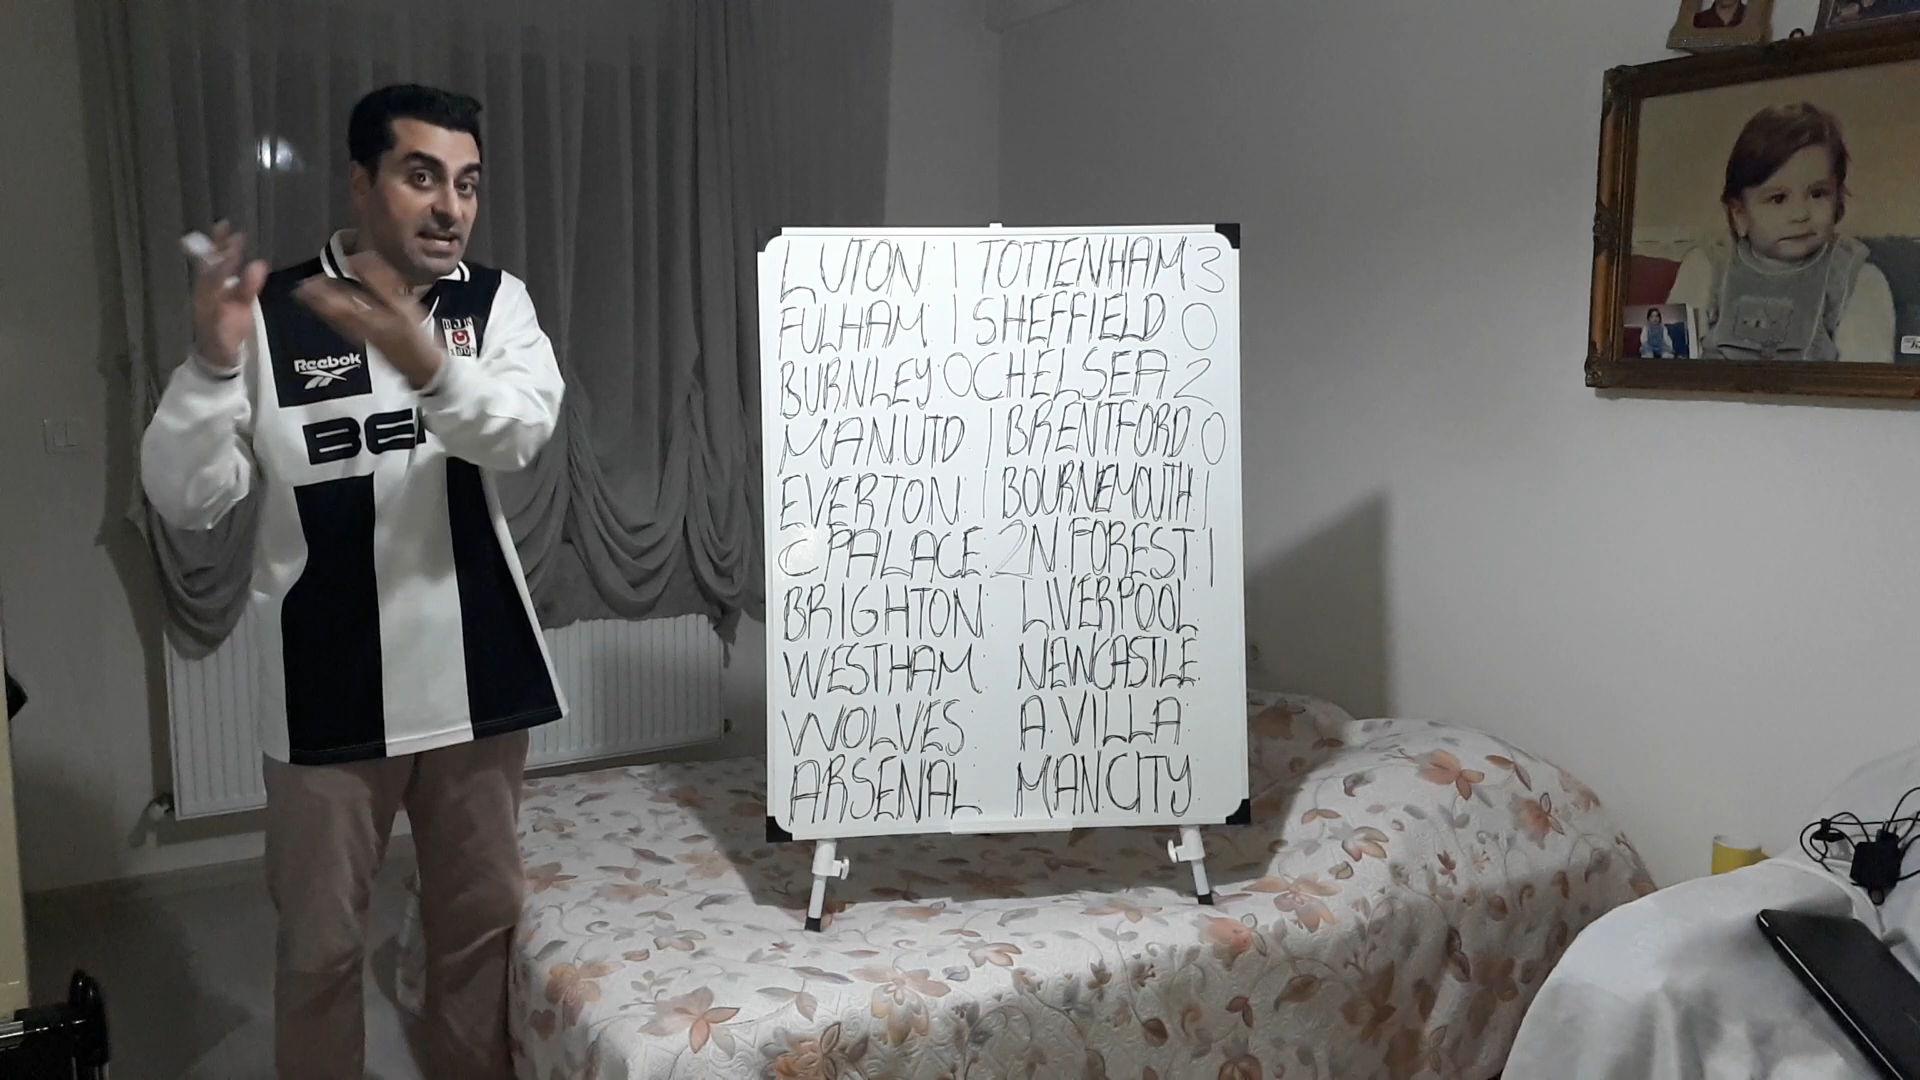 LUTON: 1 TOTTENHAM: 3
FULHAM: 1 SHEFFIELD: 0
BURNLEY: 0 CHELSEA: 2
MAN.UTD: 1 BRENTFORD: 0
EVERTON: 1 BOURNEMOUTH: 1
C.PALACE: 2 N.FOREST: 1
BRIGHTON: LIVERPOOL:
WESTHAM: NEWCASTLE:
WOLVES: A.VILLA:
ARSENAL: MAN.CITY:
Reebok
BJK